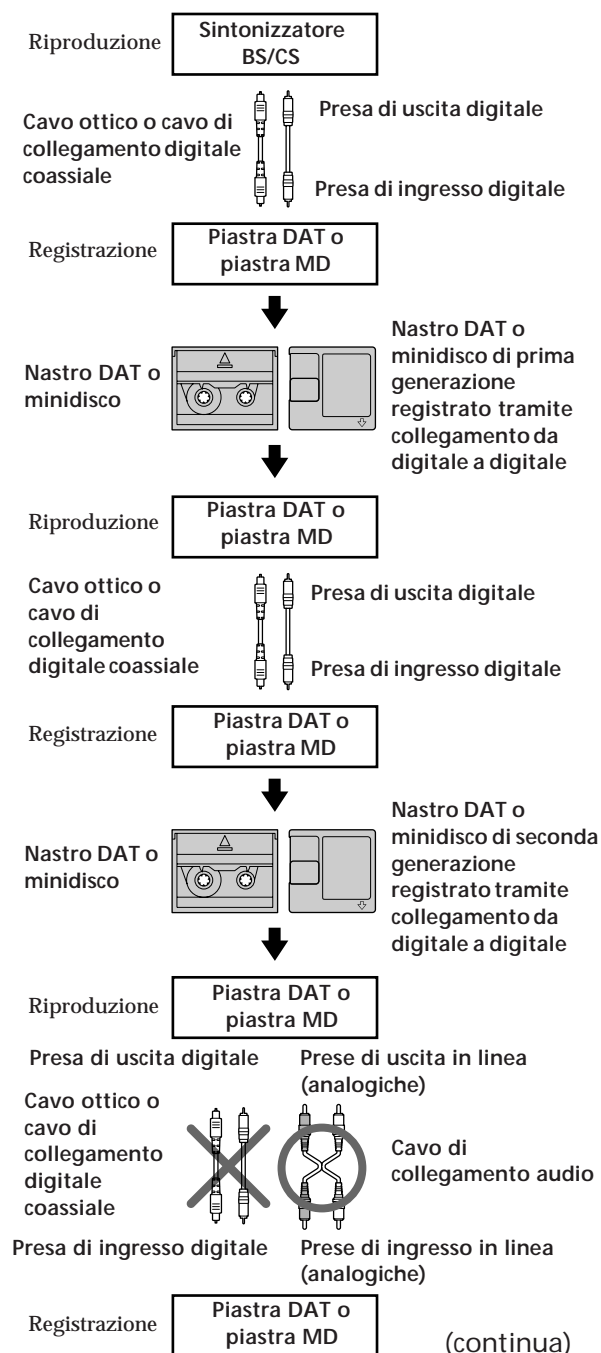 Riproduzione
Sintonizzatore
BS/CS
Cavo ottico o cavo di
collegamento digitale
coassiale
Presa di uscita digitale
Presa di ingresso digitale
Registrazione
Piastra DAT o
piastra MD
Nastro DAT o
minidisco
Nastro DAT o
minidisco di prima
generazione
registrato tramite
collegamento da
digitale a digitale
Riproduzione
Piastra DAT o
piastra MD
Cavo ottico o
cavo di
collegamento
digitale coassiale
Presa di uscita digitale
Presa di ingresso digitale
Registrazione
Piastra DAT o
piastra MD
Nastro DAT o
minidisco
Nastro DAT o
minidisco di seconda
generazione
registrato tramite
collegamento da
digitale a digitale
Riproduzione
Piastra DAT o
piastra MD
Presa di uscita digitale
Prese di uscita in linea
(analogiche)
Cavo ottico o
cavo di
collegamento
digitale
coassiale
Cavo di
collegamento audio
Presa di ingresso digitale
Prese di ingresso in linea
(analogiche)
Registrazione
Piastra DAT o
piastra MD
(continua)